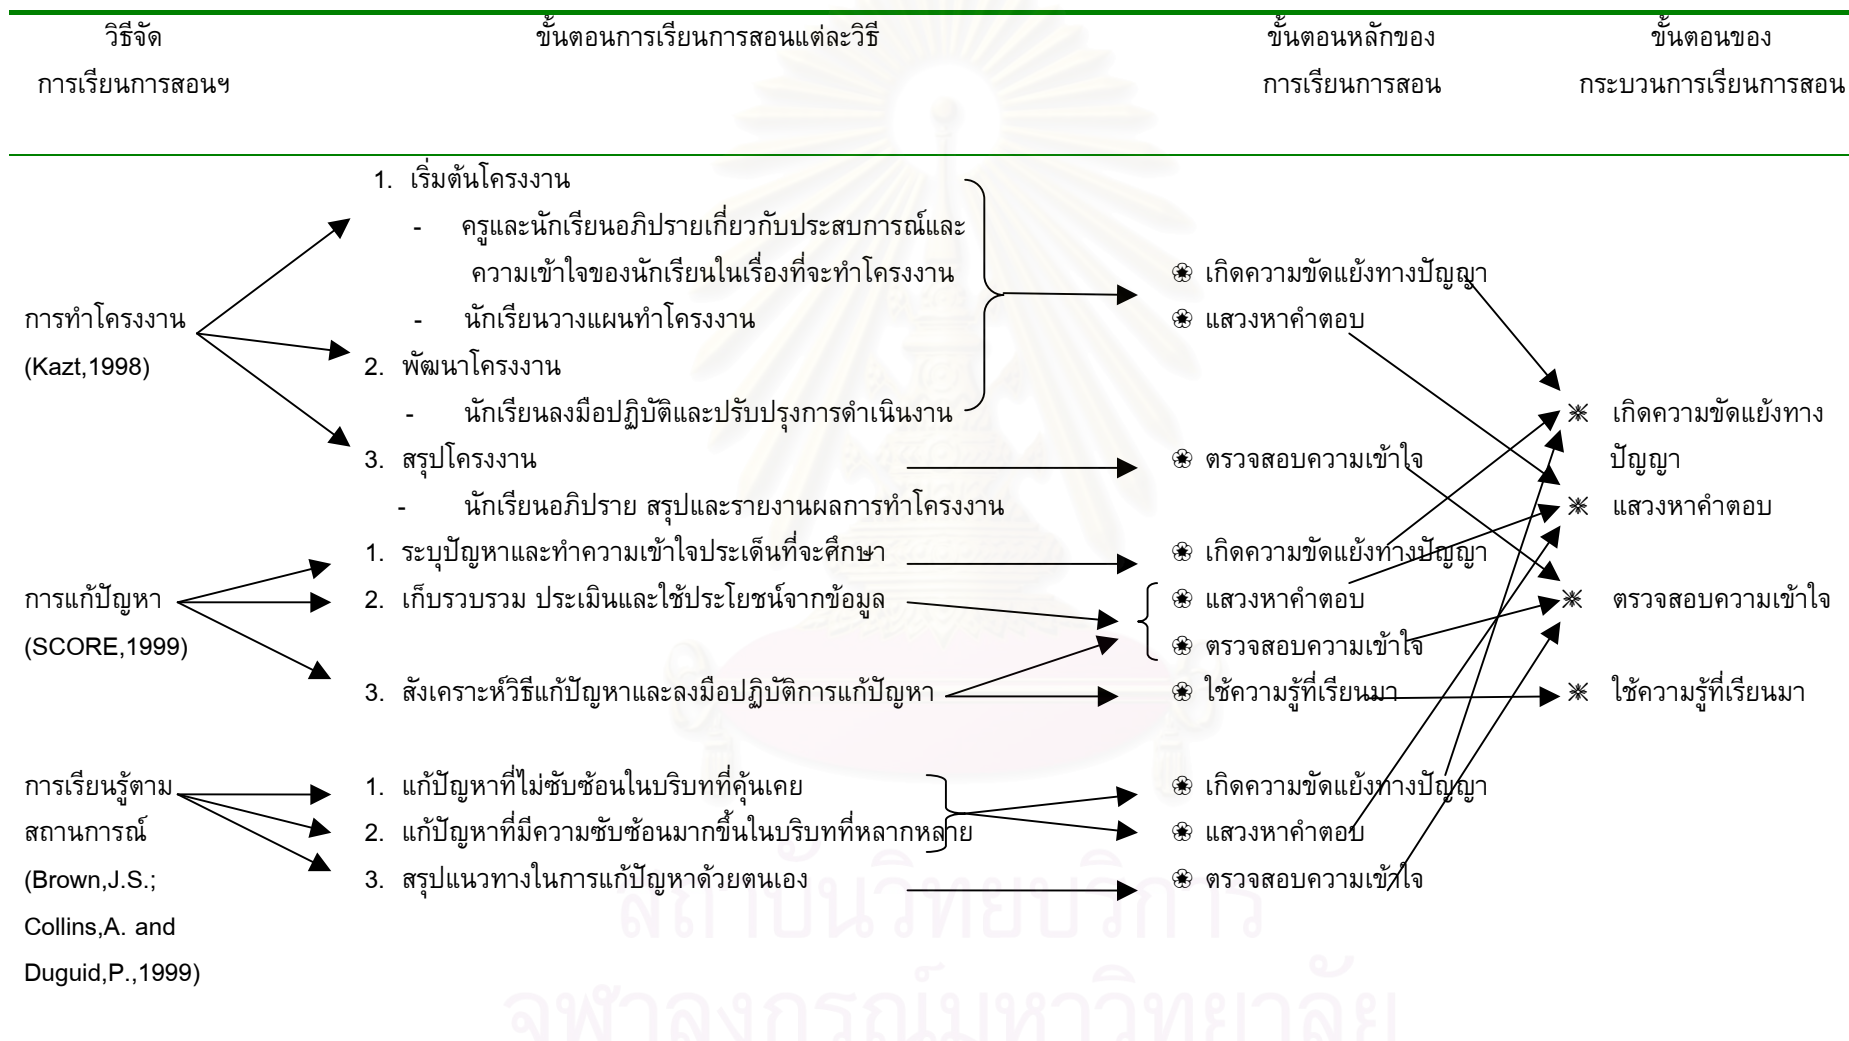 วิธีจัด
การเรียนการสอนฯ
ขั้นตอนการเรียนการสอนแต่ละวิธี
ขั้นตอนหลักของ
การเรียนการสอน
ขั้นตอนของ
กระบวนการเรียนการสอน
การทำโครงงาน
(Kazt,1998)
1. เริ่มต้นโครงงาน
- ครูและนักเรียนอภิปรายเกี่ยวกับประสบการณ์และ
ความเข้าใจของนักเรียนในเรื่องที่จะทำโครงงาน
- นักเรียนวางแผนทำโครงงาน
2. พัฒนาโครงงาน
- นักเรียนลงมือปฏิบัติและปรับปรุงการดำเนินงาน
3. สรุปโครงงาน
- นักเรียนอภิปราย สรุปและรายงานผลการทำโครงงาน
เกิดความขัดแย้งทางปัญญา
แสวงหาคำตอบ
ตรวจสอบความเข้าใจ
การแก้ปัญหา
(SCORE,1999)
1. ระบุปัญหาและทำความเข้าใจประเด็นที่จะศึกษา
2. เก็บรวบรวม ประเมินและใช้ประโยชน์จากข้อมูล
3. สังเคราะห์วิธีแก้ปัญหาและลงมือปฏิบัติการแก้ปัญหา
เกิดความขัดแย้งทางปัญญา
แสวงหาคำตอบ
ตรวจสอบความเข้าใจ
ใช้ความรู้ที่เรียนมา
การเรียนรู้ตาม
สถานการณ์
(Brown,J.S.;
Collins,A. and
Duguid,P.,1999)
1. แก้ปัญหาที่ไม่ซับซ้อนในบริบทที่คุ้นเคย
2. แก้ปัญหาที่มีความซับซ้อนมากขึ้นในบริบทที่หลากหลาย
3. สรุปแนวทางในการแก้ปัญหาด้วยตนเอง
เกิดความขัดแย้งทางปัญญา
แสวงหาคำตอบ
ตรวจสอบความเข้าใจ
เกิดความขัดแย้งทาง
ปัญญา
แสวงหาคำตอบ
ตรวจสอบความเข้าใจ
ใช้ความรู้ที่เรียนมา
สถาบันวิทยบริการ
จุฬาลงกรณ์มหาวิทยาลัย